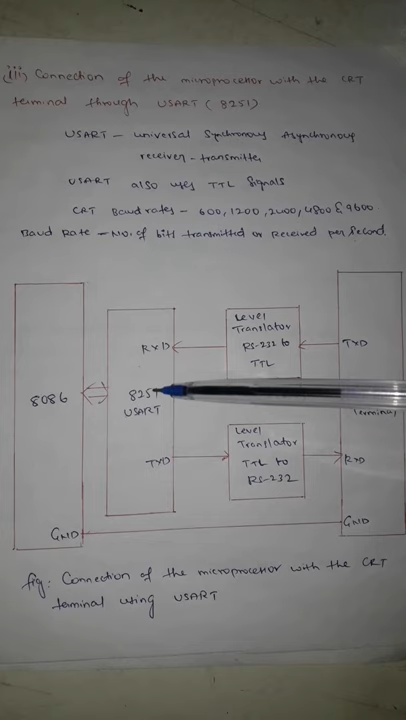 (iii) Connection of the microprocessor with the CRT
terminal through USART (8251)
USART - universal Synchronous Asynchronous
receiver - transmitter
USART also uses TTL Signals
CRT Baud rates - 600, 1200, 2400, 4800 & 9600
Baud Rate - No. of bits transmitted or Received per Second.
8086
8251
USART
RXD
TXD
Level
Translator
RS-232 to
TTL
Level
Translator
TTL to
RS-232
TXD
Terminal
RXD
GND
GND
fig: Connection of the microprocessor with the CRT
terminal using USART